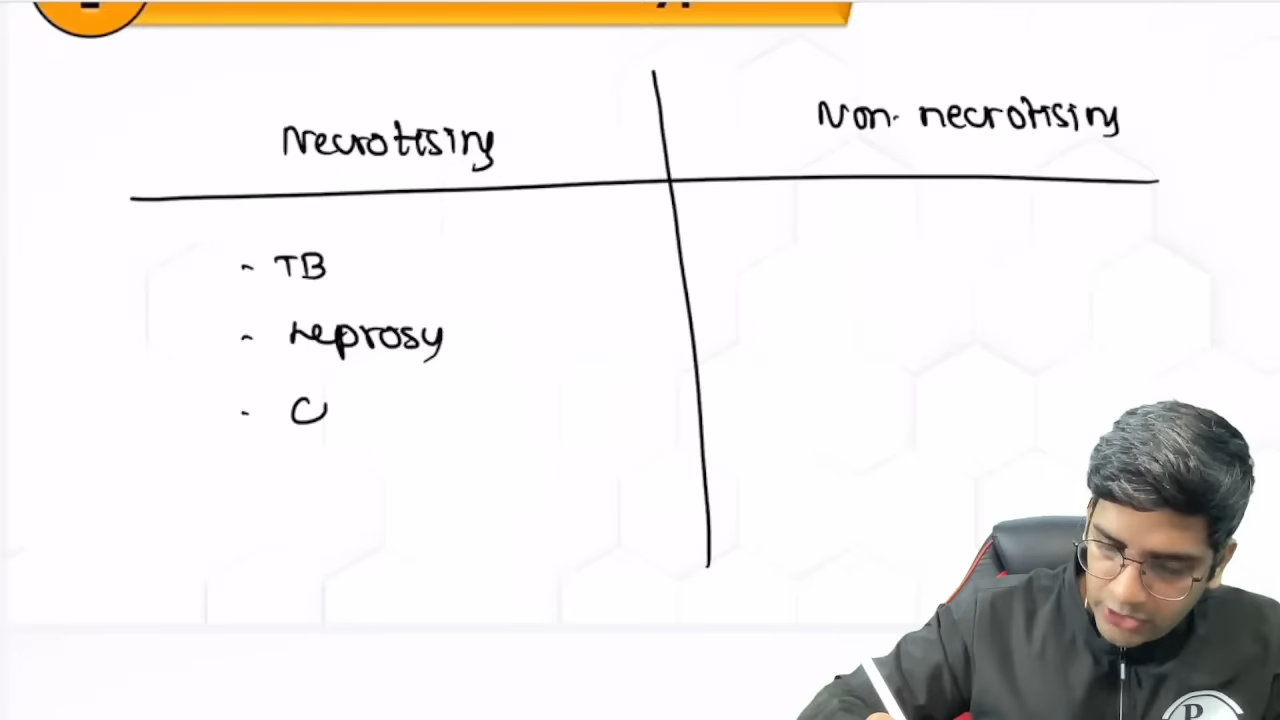 Necrotising
Non-necrotising
- TB
- Leprosy
- C
P